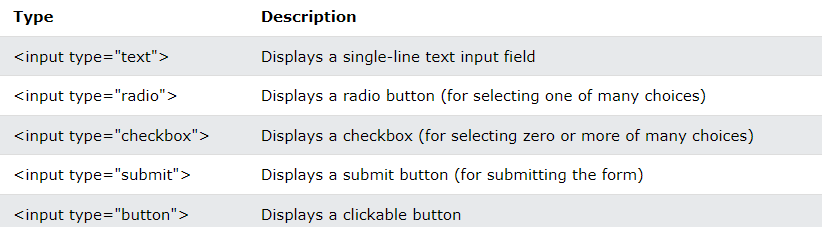 Type Description
<input type="text"> Displays a single-line text input field
<input type="radio"> Displays a radio button (for selecting one of many choices)
<input type="checkbox"> Displays a checkbox (for selecting zero or more of many choices)
<input type="submit"> Displays a submit button (for submitting the form)
<input type="button"> Displays a clickable button